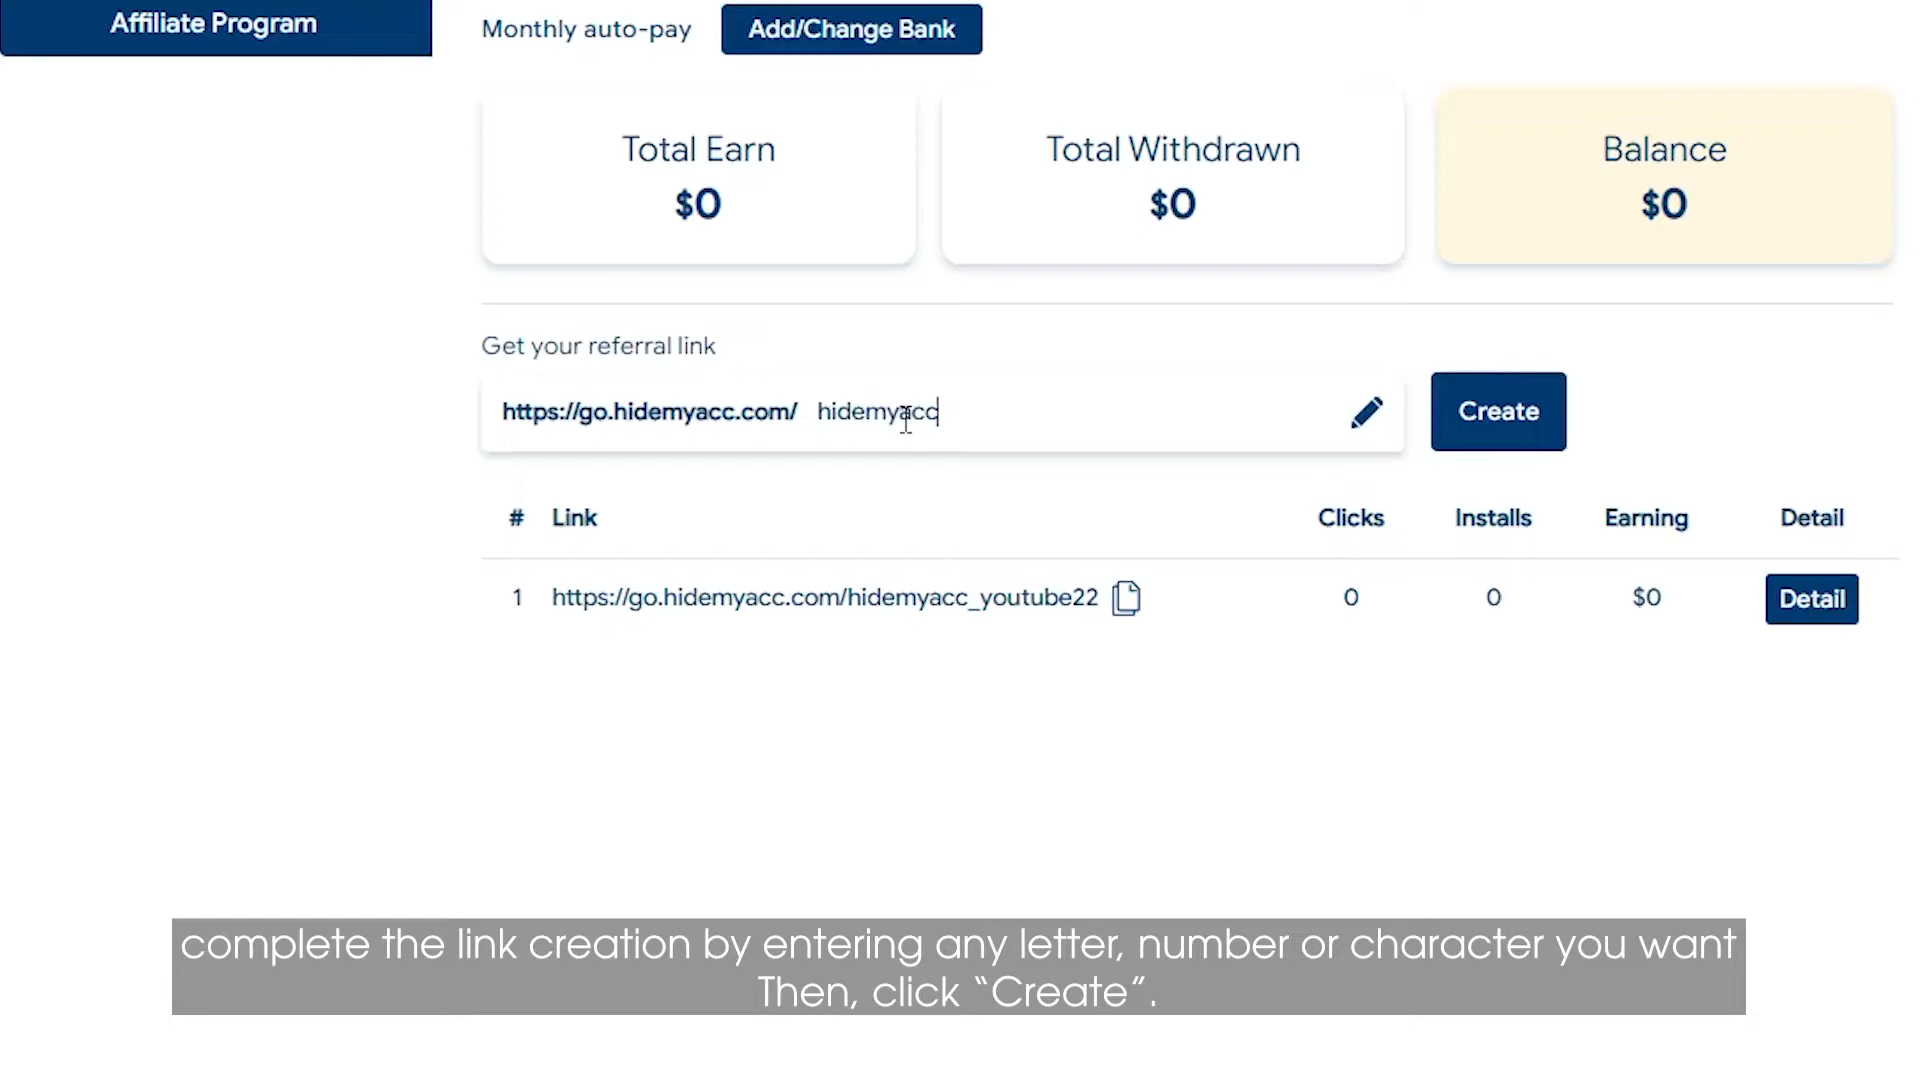 Affiliate Program
Monthly auto-pay Add/Change Bank
Total Earn Total Withdrawn Balance
$0 $0 $0
Get your referral link
https://go.hidemyacc.com/ hidemyacc Create
# Link Clicks Installs Earning Detail
1 https://go.hidemyacc.com/hidemyacc_youtube22 0 0 $0 Detail
complete the link creation by entering any letter, number or character you want
Then, click “Create”.